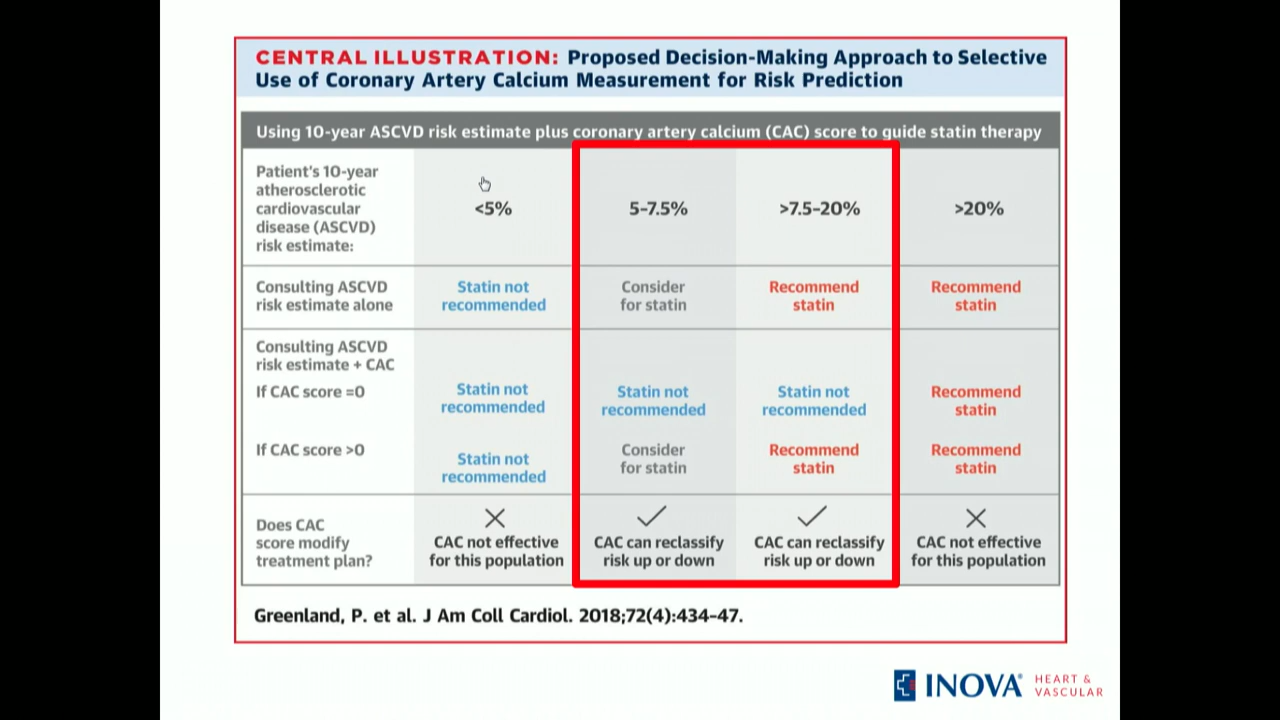 CENTRAL ILLUSTRATION: Proposed Decision-Making Approach to Selective
Use of Coronary Artery Calcium Measurement for Risk Prediction
Using 10-year ASCVD risk estimate plus coronary artery calcium (CAC) score to guide statin therapy
Patient's 10-year
atherosclerotic
cardiovascular
disease (ASCVD)
risk estimate:
<5%
5–7.5%
>7.5–20%
>20%
Consulting ASCVD
risk estimate alone
Statin not
recommended
Consider
for statin
Recommend
statin
Recommend
statin
Consulting ASCVD
risk estimate + CAC
If CAC score =0
Statin not
recommended
Statin not
recommended
Statin not
recommended
Recommend
statin
If CAC score >0
Statin not
recommended
Consider
for statin
Recommend
statin
Recommend
statin
Does CAC
score modify
treatment plan?
CAC not effective
for this population
CAC can reclassify
risk up or down
CAC can reclassify
risk up or down
CAC not effective
for this population
Greenland, P. et al. J Am Coll Cardiol. 2018;72(4):434–47.
INOVA® HEART &
VASCULAR